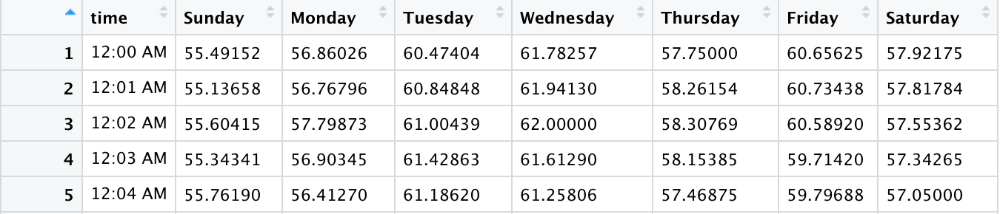 time Sunday Monday Tuesday Wednesday Thursday Friday Saturday
1 12:00 AM 55.49152 56.86026 60.47404 61.78257 57.75000 60.65625 57.92175
2 12:01 AM 55.13658 56.76796 60.84848 61.94130 58.26154 60.73438 57.81784
3 12:02 AM 55.60415 57.79873 61.00439 62.00000 58.30769 60.58920 57.55362
4 12:03 AM 55.34341 56.90345 61.42863 61.61290 58.15385 59.71420 57.34265
5 12:04 AM 55.76190 56.41270 61.18620 61.25806 57.46875 59.79688 57.05000